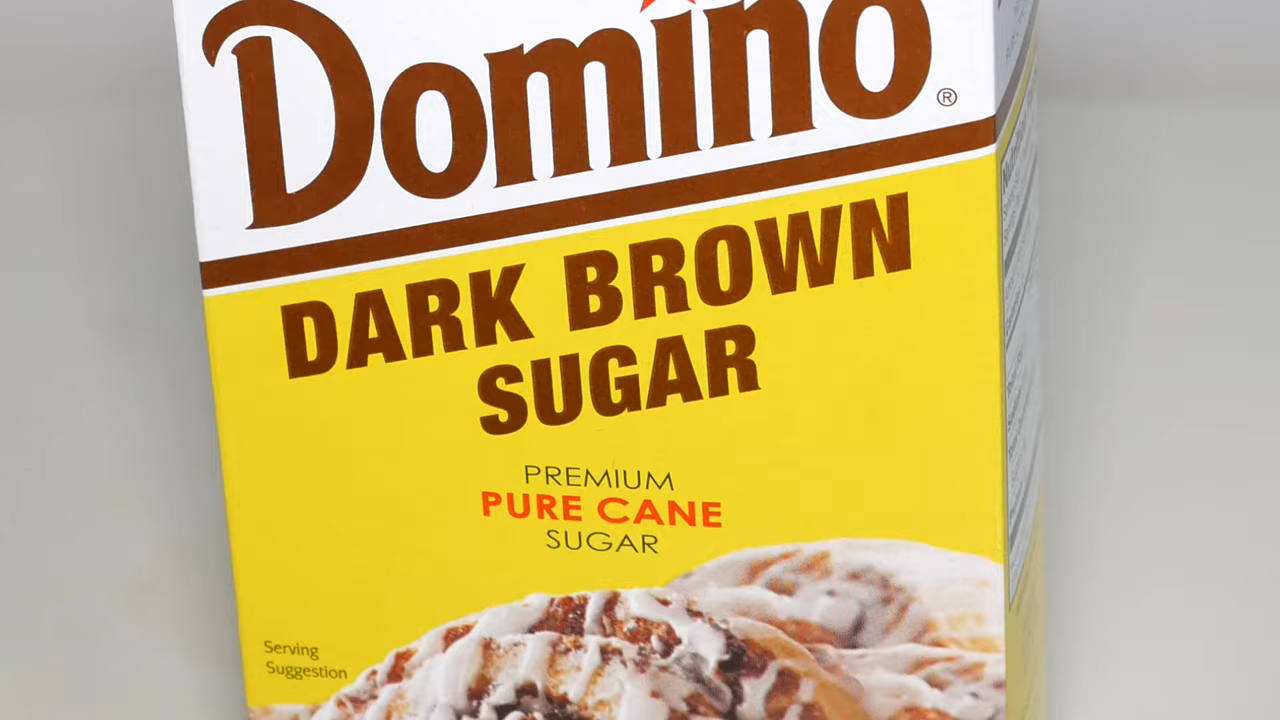 Domino®
DARK BROWN
SUGAR
PREMIUM
PURE CANE
SUGAR
Serving
Suggestion